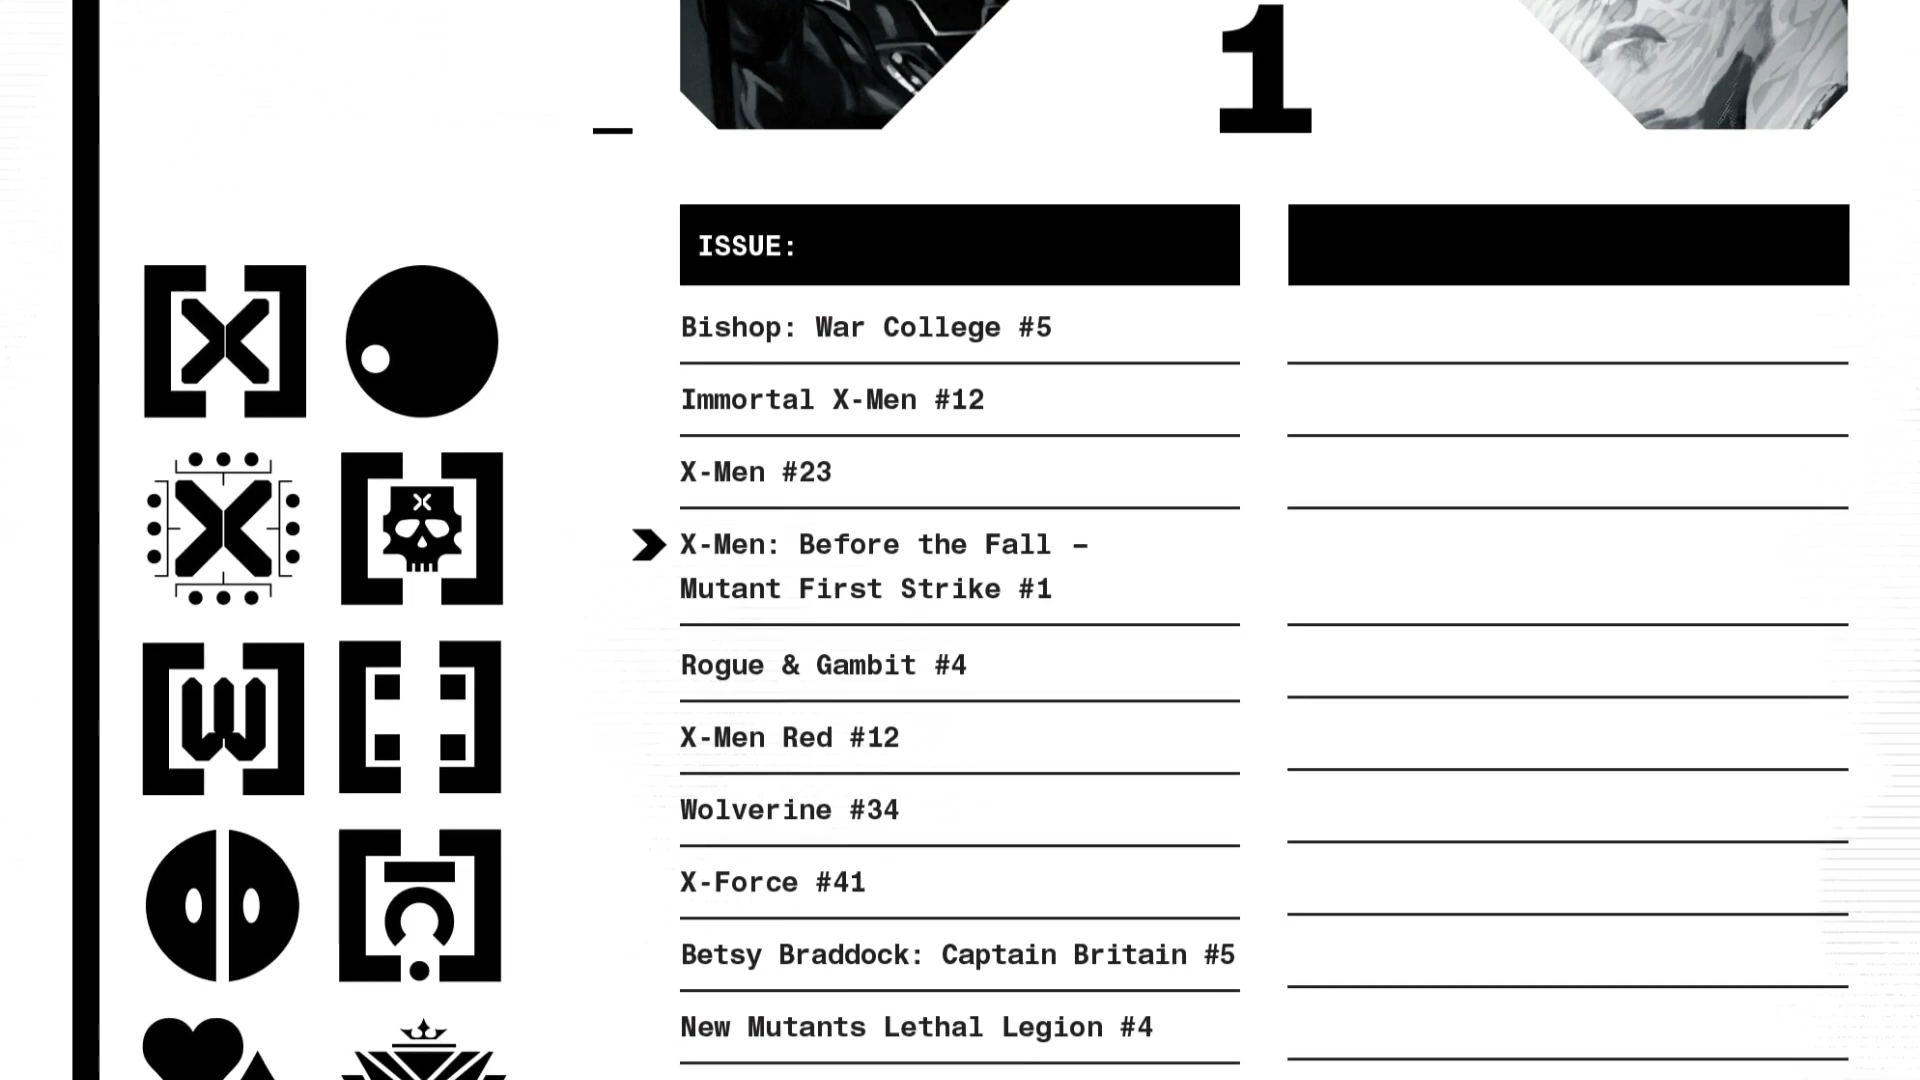 1
ISSUE:
Bishop: War College #5
Immortal X-Men #12
X-Men #23
X-Men: Before the Fall –
Mutant First Strike #1
Rogue & Gambit #4
X-Men Red #12
Wolverine #34
X-Force #41
Betsy Braddock: Captain Britain #5
New Mutants Lethal Legion #4
X
X
W